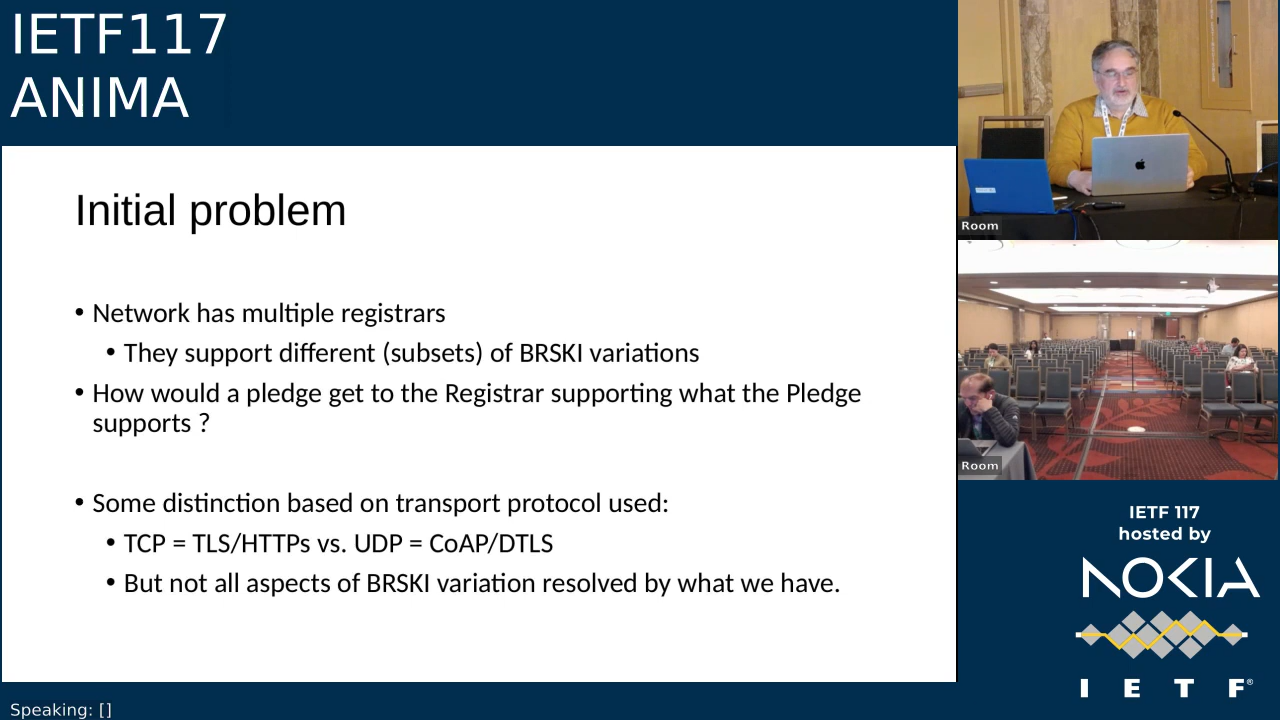 IETF117
ANIMA
Initial problem
• Network has multiple registrars
• They support different (subsets) of BRSKI variations
• How would a pledge get to the Registrar supporting what the Pledge
supports ?
• Some distinction based on transport protocol used:
• TCP = TLS/HTTPs vs. UDP = CoAP/DTLS
• But not all aspects of BRSKI variation resolved by what we have.
Room
Room
IETF 117
hosted by
NOKIA
I E T F®
Speaking: []